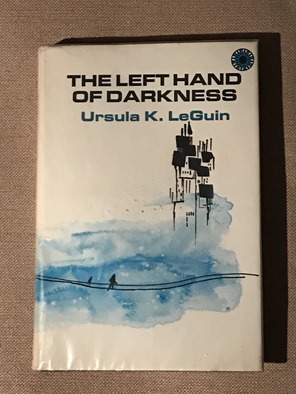 THE LEFT HAND
OF DARKNESS
Ursula K. LeGuin